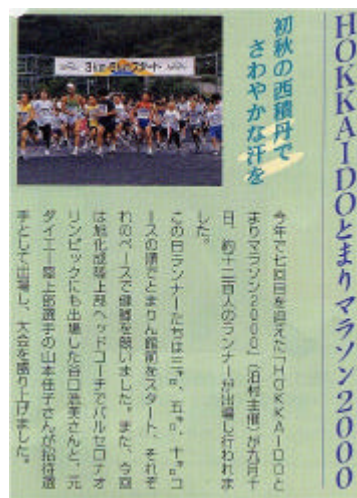 HOKKAIDOとまりマラソン2000
初秋の西積丹で
さわやかな汗を
今年で七回目を迎えた「HOKKAIDOと
まりマラソン2000」(泊村主催)が九月十
日、約十二百人のランナーが出場し行われま
した。
この日ランナーたちは三㌔、五㌔、十㌔コ
ースの順でとまりん館前をスタート、それぞ
れのペースで健脚を競いました。また、今回
は旭化成陸上部ヘッドコーチでバルセロナオ
リンピックにも出場した谷口浩美さんと、元
ダイエー陸上部選手の山本佳子さんが招待選
手として出場し、大会を盛り上げました。